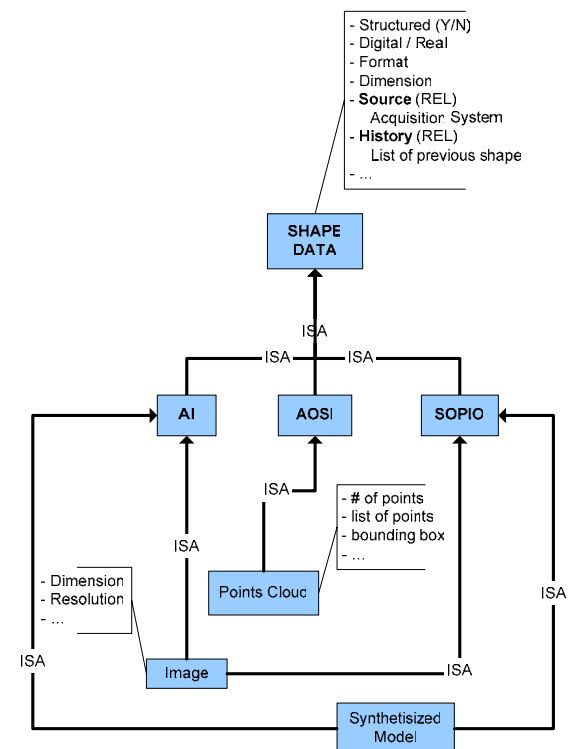 - Structured (Y/N)
- Digital / Real
- Format
- Dimension
- Source (REL)
Acquisition System
- History (REL)
List of previous shape
- ...
SHAPE
DATA
ISA
ISA
ISA
AI
AOSI
SOPIO
ISA
- # of points
- list of points
- bounding box
- ...
ISA
- Dimension
- Resolution
- ...
Points Cloud
ISA
ISA
Image
ISA
Synthetisized
Model